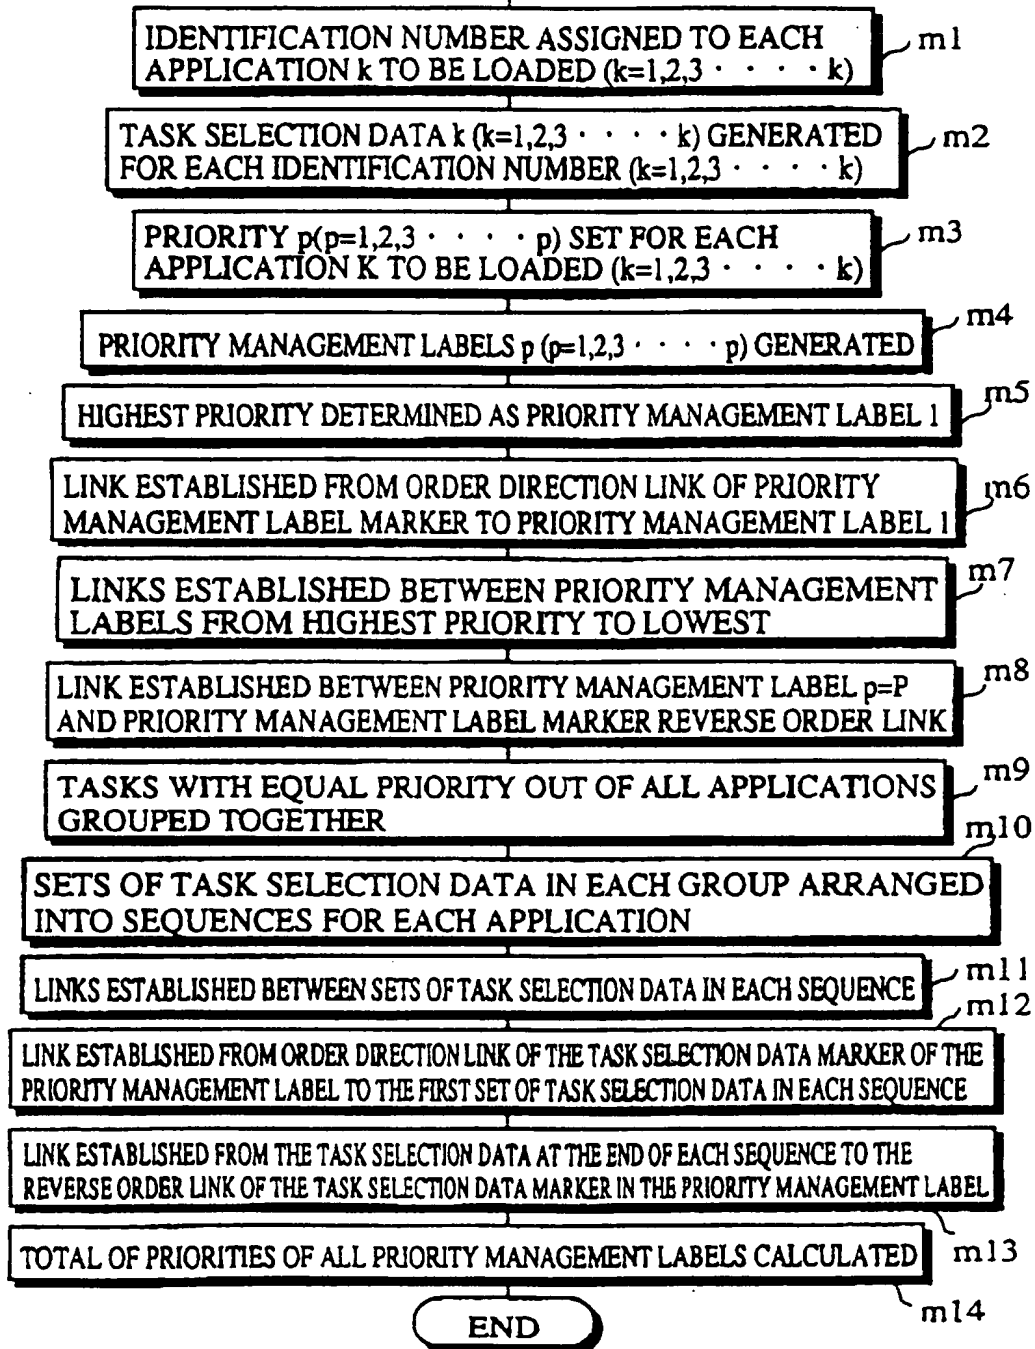 IDENTIFICATION NUMBER ASSIGNED TO EACH
APPLICATION k TO BE LOADED (k=1,2,3 · · · · k)
m1
TASK SELECTION DATA k (k=1,2,3 · · · · k) GENERATED
FOR EACH IDENTIFICATION NUMBER (k=1,2,3 · · · · k)
m2
PRIORITY p(p=1,2,3 · · · · p) SET FOR EACH
APPLICATION K TO BE LOADED (k=1,2,3 · · · · k)
m3
PRIORITY MANAGEMENT LABELS p (p=1,2,3 · · · · p) GENERATED
m4
HIGHEST PRIORITY DETERMINED AS PRIORITY MANAGEMENT LABEL 1
m5
LINK ESTABLISHED FROM ORDER DIRECTION LINK OF PRIORITY
MANAGEMENT LABEL MARKER TO PRIORITY MANAGEMENT LABEL 1
m6
LINKS ESTABLISHED BETWEEN PRIORITY MANAGEMENT
LABELS FROM HIGHEST PRIORITY TO LOWEST
m7
LINK ESTABLISHED BETWEEN PRIORITY MANAGEMENT LABEL p=P
AND PRIORITY MANAGEMENT LABEL MARKER REVERSE ORDER LINK
m8
TASKS WITH EQUAL PRIORITY OUT OF ALL APPLICATIONS
GROUPED TOGETHER
m9
SETS OF TASK SELECTION DATA IN EACH GROUP ARRANGED
INTO SEQUENCES FOR EACH APPLICATION
m10
LINKS ESTABLISHED BETWEEN SETS OF TASK SELECTION DATA IN EACH SEQUENCE
m11
LINK ESTABLISHED FROM ORDER DIRECTION LINK OF THE TASK SELECTION DATA MARKER OF THE
PRIORITY MANAGEMENT LABEL TO THE FIRST SET OF TASK SELECTION DATA IN EACH SEQUENCE
m12
LINK ESTABLISHED FROM THE TASK SELECTION DATA AT THE END OF EACH SEQUENCE TO THE
REVERSE ORDER LINK OF THE TASK SELECTION DATA MARKER IN THE PRIORITY MANAGEMENT LABEL
m13
TOTAL OF PRIORITIES OF ALL PRIORITY MANAGEMENT LABELS CALCULATED
m14
END